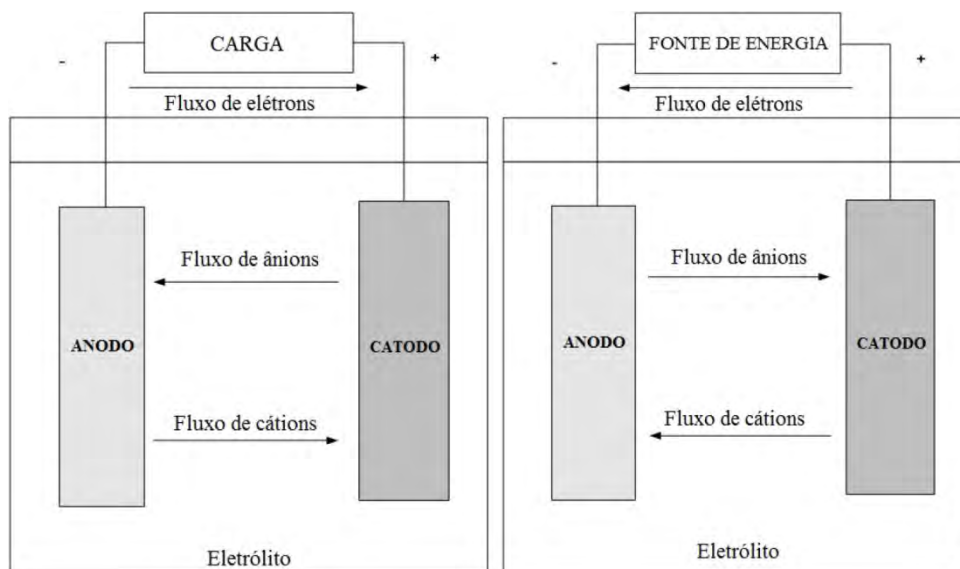 CARGA
-
+
Fluxo de elétrons
Fluxo de ânions
ANODO
CATODO
Fluxo de cátions
Eletrólito
FONTE DE ENERGIA
-
+
Fluxo de elétrons
Fluxo de ânions
ANODO
CATODO
Fluxo de cátions
Eletrólito